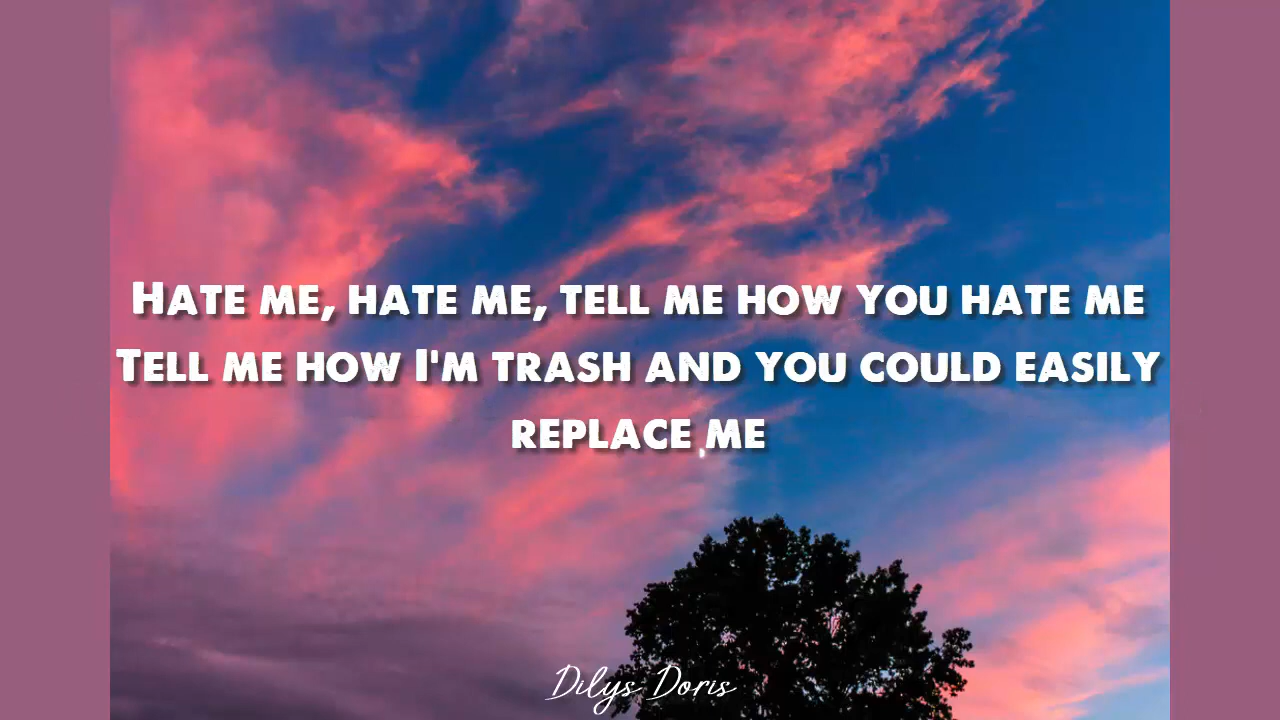 Hate me, hate me, tell me how you hate me
Tell me how I'm trash and you could easily
replace me
Dilys Doris